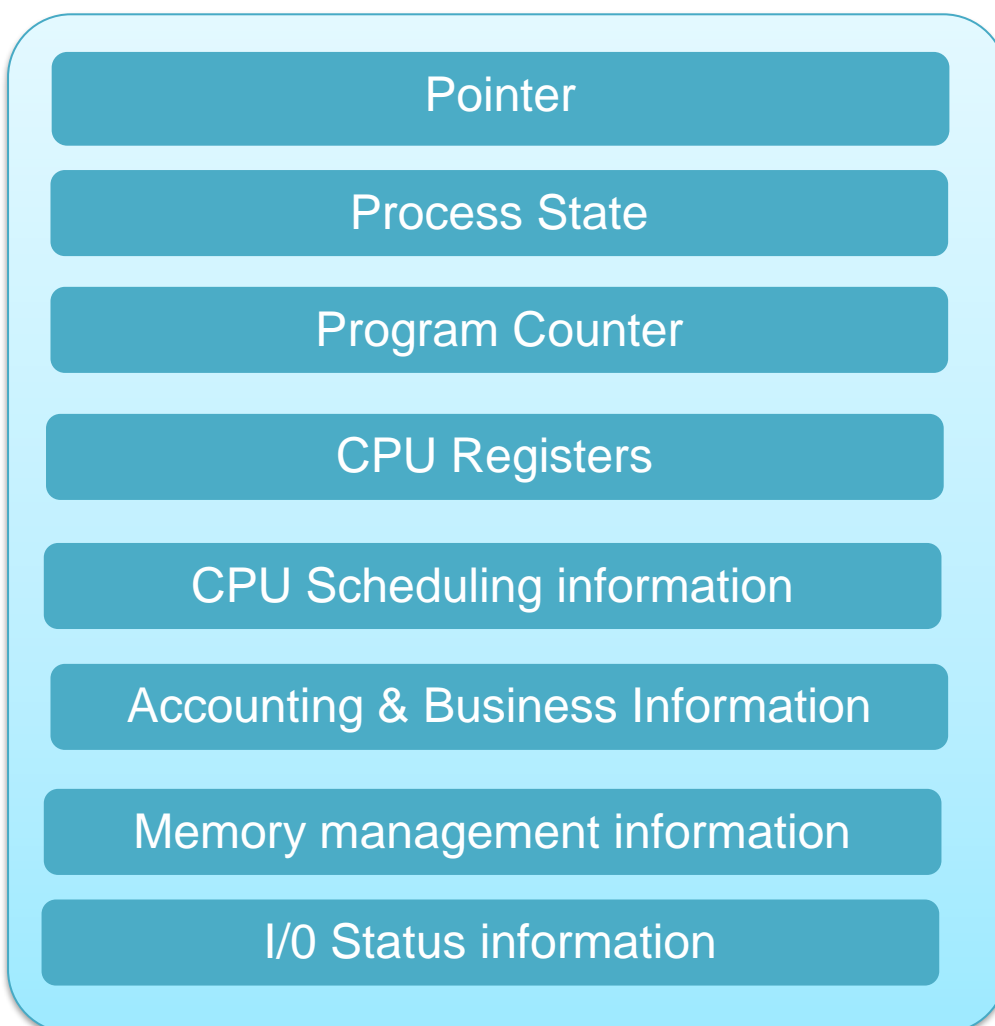 Pointer
Process State
Program Counter
CPU Registers
CPU Scheduling information
Accounting & Business Information
Memory management information
I/0 Status information